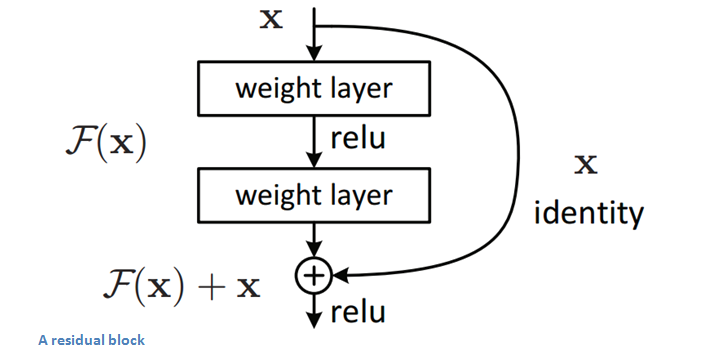 x
weight layer
F(x)
relu
x
weight layer
identity
F(x) + x
relu
A residual block